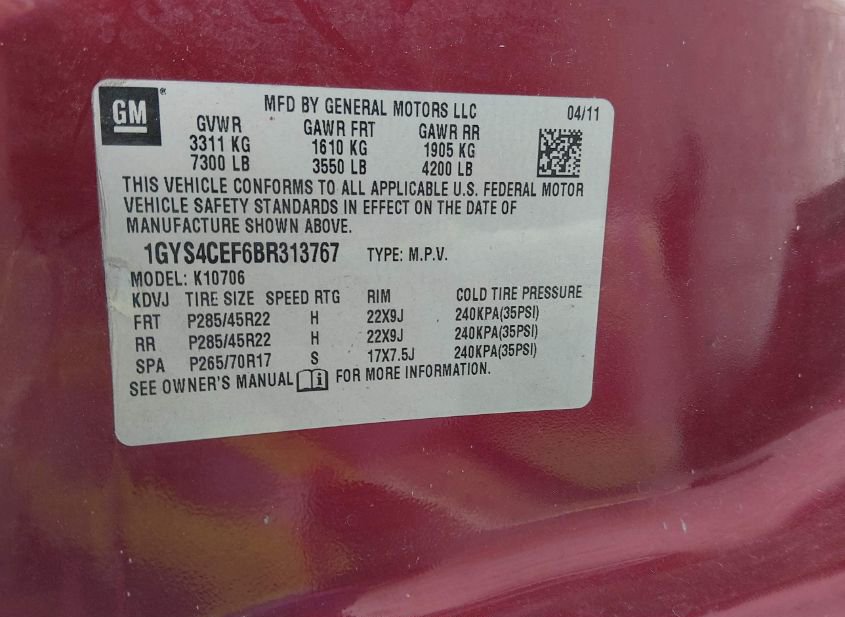 GM ®
MFD BY GENERAL MOTORS LLC 04/11
GVWR GAWR FRT GAWR RR
3311 KG 1610 KG 1905 KG
7300 LB 3550 LB 4200 LB
THIS VEHICLE CONFORMS TO ALL APPLICABLE U.S. FEDERAL MOTOR
VEHICLE SAFETY STANDARDS IN EFFECT ON THE DATE OF
MANUFACTURE SHOWN ABOVE.
1GYS4CEF6BR313767 TYPE: M.P.V.
MODEL: K10706
KDVJ TIRE SIZE SPEED RTG RIM COLD TIRE PRESSURE
FRT P285/45R22 H 22X9J 240KPA(35PSI)
RR P285/45R22 H 22X9J 240KPA(35PSI)
SPA P265/70R17 S 17X7.5J 240KPA(35PSI)
SEE OWNER'S MANUAL FOR MORE INFORMATION.